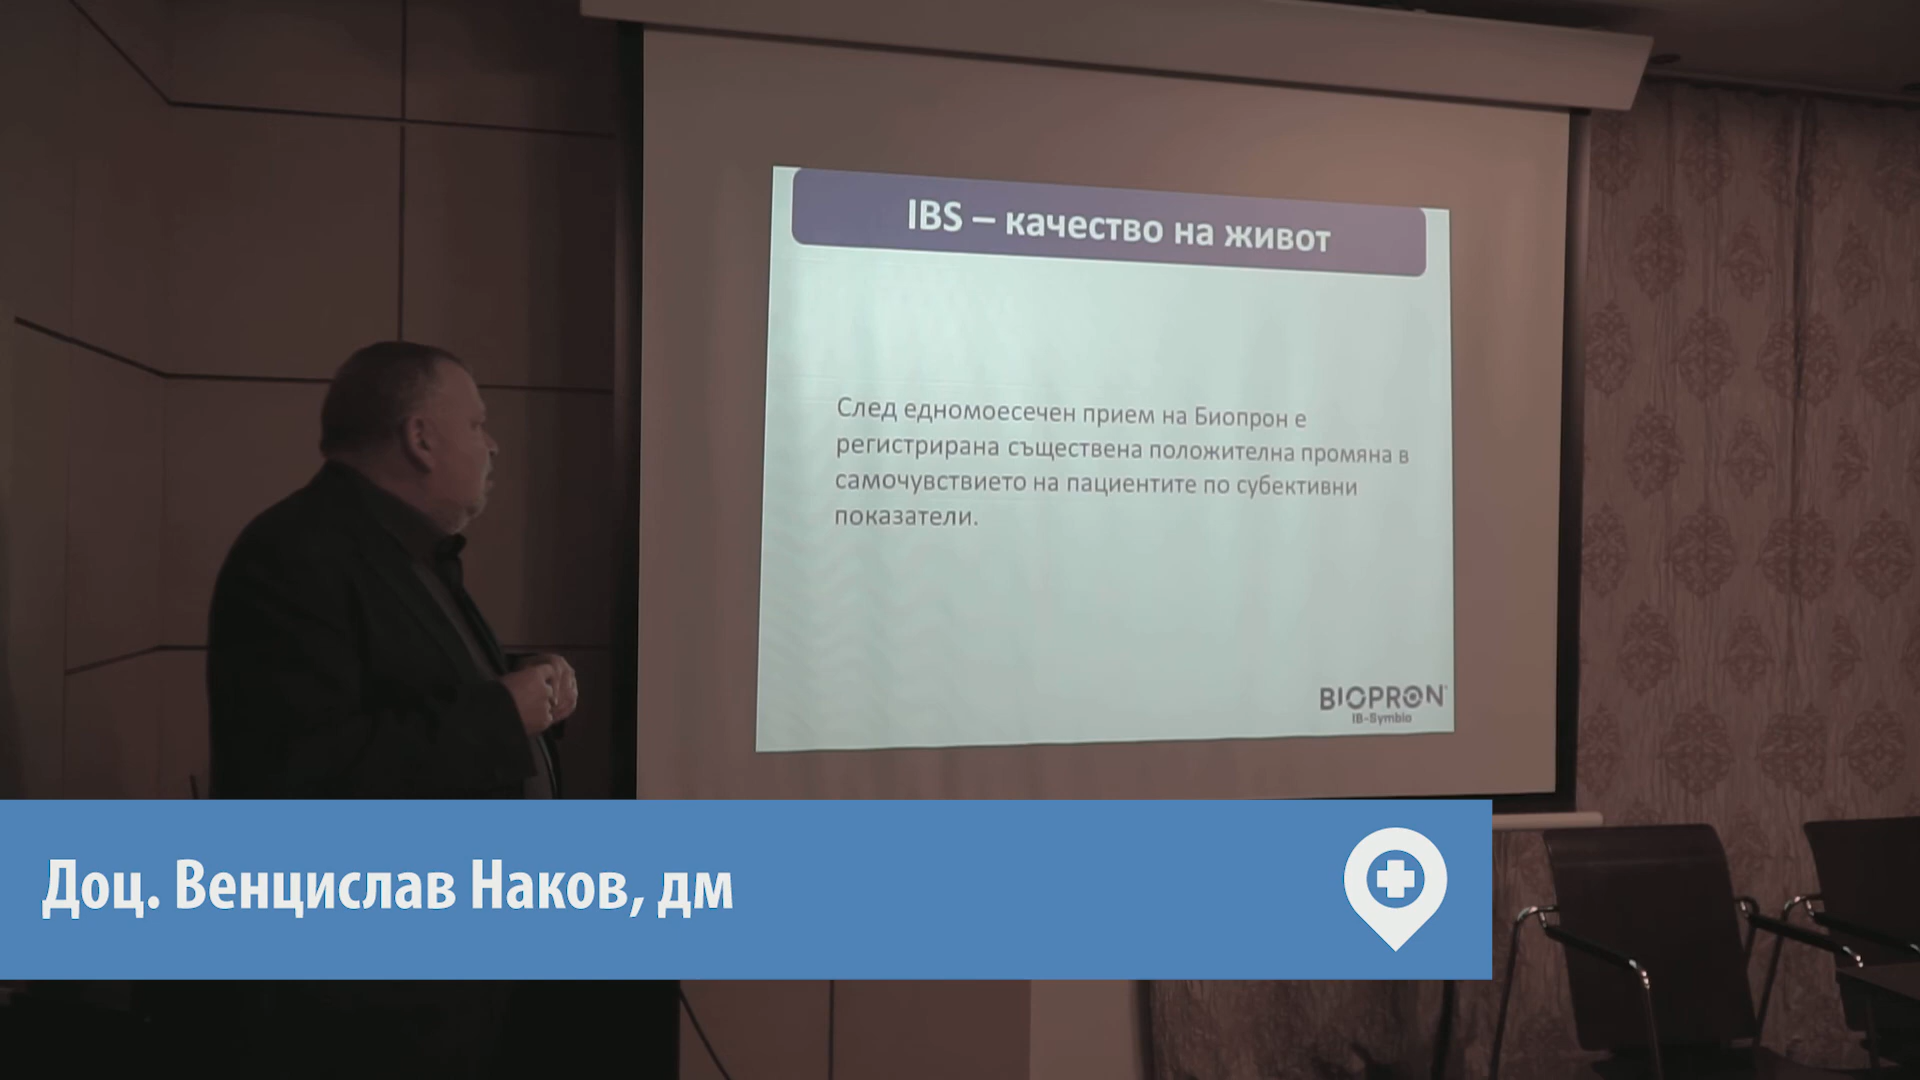 IBS – качество на живот
След едномоесечен прием на Биопрон е
регистрирана съществена положителна промяна в
самочувствието на пациентите по субективни
показатели.
BIOPRON
IB-Symbio
Доц. Венцислав Наков, дм